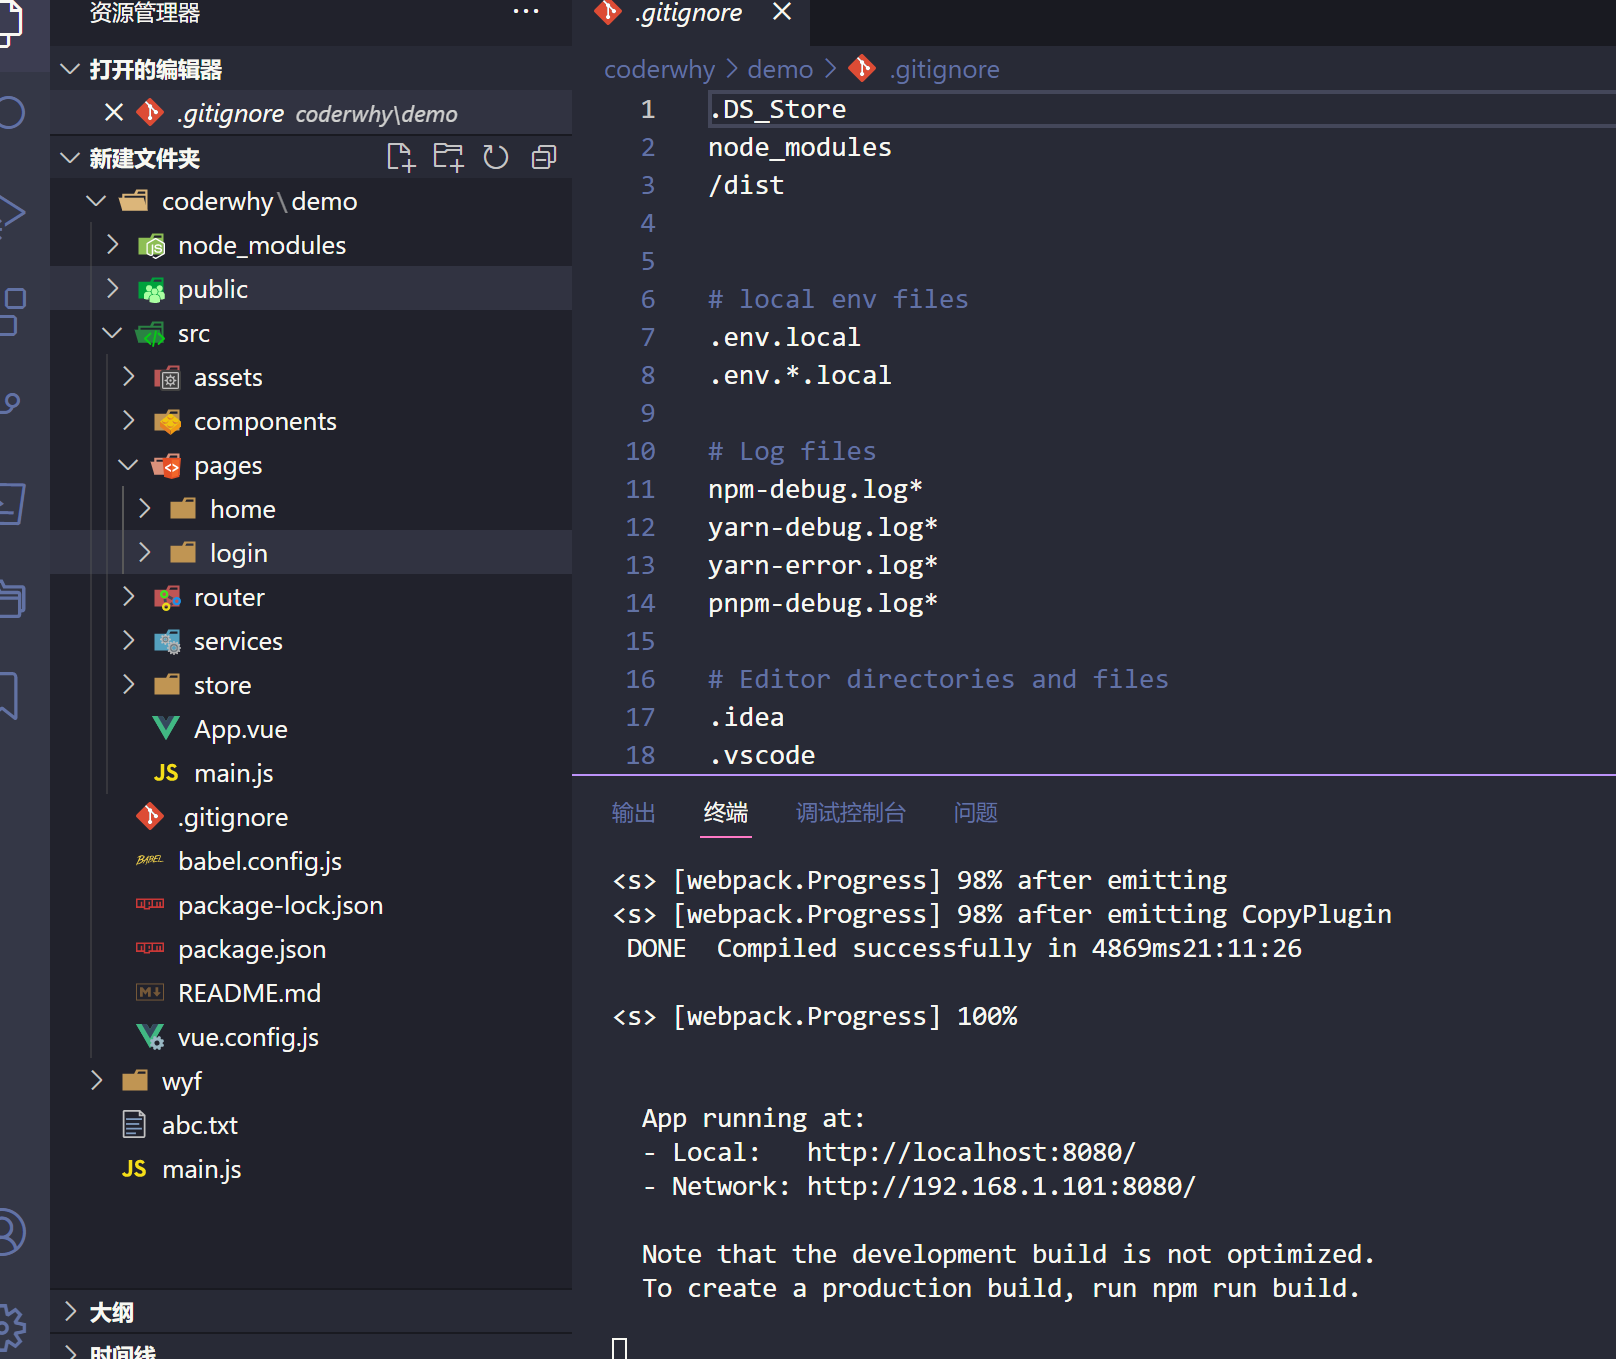 资源管理器
打开的编辑器
.gitignore coderwhy\demo
新建文件夹
coderwhy\demo
node_modules
public
src
assets
components
pages
home
login
router
services
store
App.vue
JS main.js
.gitignore
BABEL babel.config.js
npm package-lock.json
npm package.json
M↓ README.md
vue.config.js
wyf
abc.txt
JS main.js
大纲
时间线
.gitignore
coderwhy > demo > .gitignore
1 .DS_Store
2 node_modules
3 /dist
4
5
6 # local env files
7 .env.local
8 .env.*.local
9
10 # Log files
11 npm-debug.log*
12 yarn-debug.log*
13 yarn-error.log*
14 pnpm-debug.log*
15
16 # Editor directories and files
17 .idea
18 .vscode
输出 终端 调试控制台 问题
<s> [webpack.Progress] 98% after emitting
<s> [webpack.Progress] 98% after emitting CopyPlugin
DONE  Compiled successfully in 4869ms21:11:26
<s> [webpack.Progress] 100%
App running at:
- Local:   http://localhost:8080/
- Network: http://192.168.1.101:8080/
Note that the development build is not optimized.
To create a production build, run npm run build.